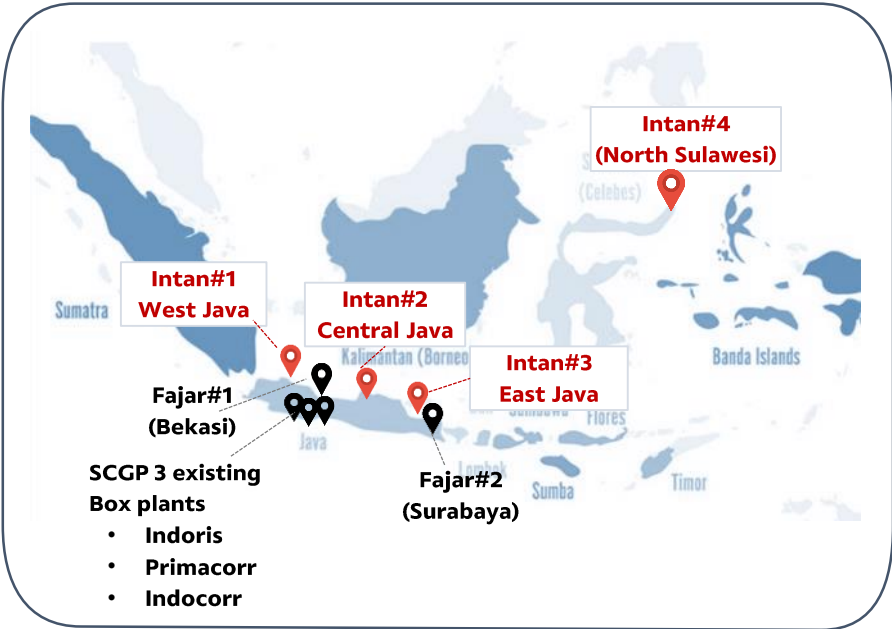 Intan#4
(North Sulawesi)
(Celebes)
Intan#1
West Java
Intan#2
Central Java
Sumatra
Kalimantan (Borneo
Banda Islands
Intan#3
East Java
Fajar#1
(Bekasi)
Flores
Java
SCGP 3 existing
Box plants
Fajar#2
(Surabaya)
Lombok
Sumba
Timor
• Indoris
• Primacorr
• Indocorr